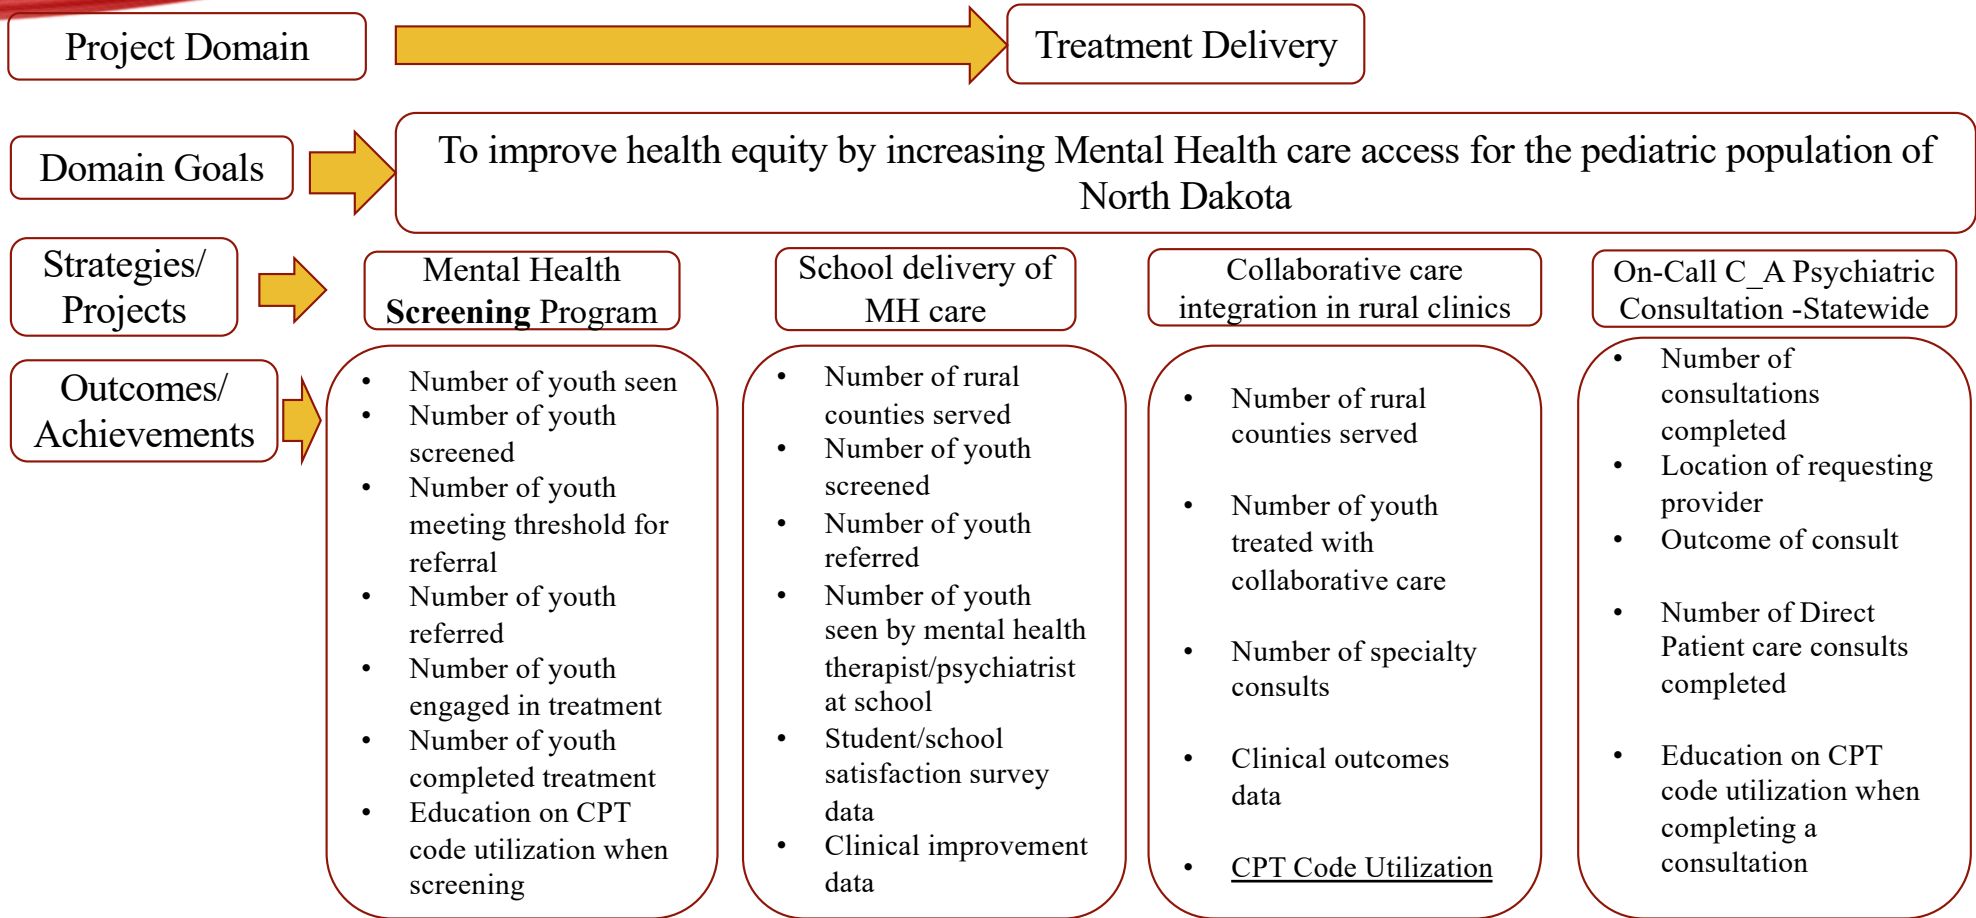 Project Domain
Treatment Delivery
Domain Goals
To improve health equity by increasing Mental Health care access for the pediatric population of
North Dakota
Strategies/
Projects
Mental Health
Screening Program
School delivery of
MH care
Collaborative care
integration in rural clinics
On-Call C_A Psychiatric
Consultation -Statewide
Outcomes/
Achievements
• Number of youth seen
• Number of youth
screened
• Number of youth
meeting threshold for
referral
• Number of youth
referred
• Number of youth
engaged in treatment
• Number of youth
completed treatment
• Education on CPT
code utilization when
screening
• Number of rural
counties served
• Number of youth
screened
• Number of youth
referred
• Number of youth
seen by mental health
therapist/psychiatrist
at school
• Student/school
satisfaction survey
data
• Clinical improvement
data
• Number of rural
counties served
• Number of youth
treated with
collaborative care
• Number of specialty
consults
• Clinical outcomes
data
• CPT Code Utilization
• Number of
consultations
completed
• Location of requesting
provider
• Outcome of consult
• Number of Direct
Patient care consults
completed
• Education on CPT
code utilization when
completing a
consultation